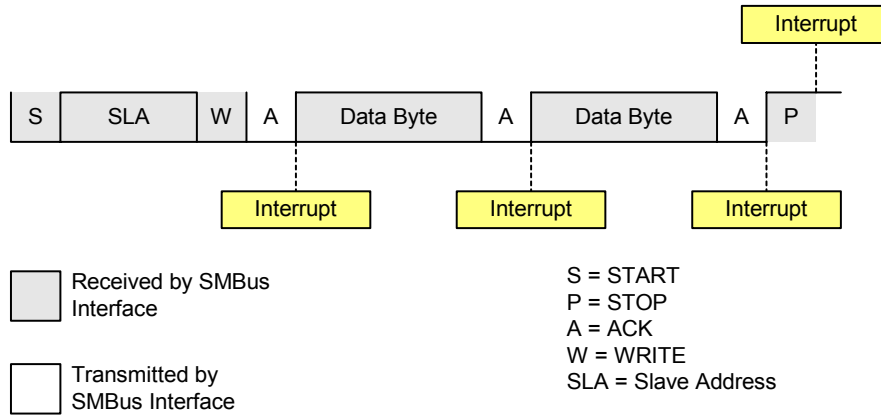 Interrupt
S SLA W A Data Byte A Data Byte A P
Interrupt Interrupt Interrupt
Received by SMBus
Interface
Transmitted by
SMBus Interface
S = START
P = STOP
A = ACK
W = WRITE
SLA = Slave Address